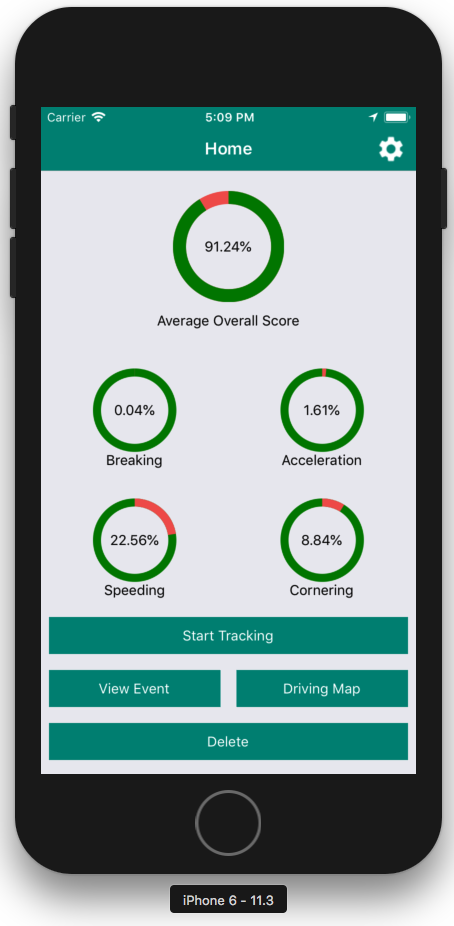 Carrier 5:09 PM
Home
91.24%
Average Overall Score
0.04% 1.61%
Breaking Acceleration
22.56% 8.84%
Speeding Cornering
Start Tracking
View Event Driving Map
Delete
iPhone 6 - 11.3